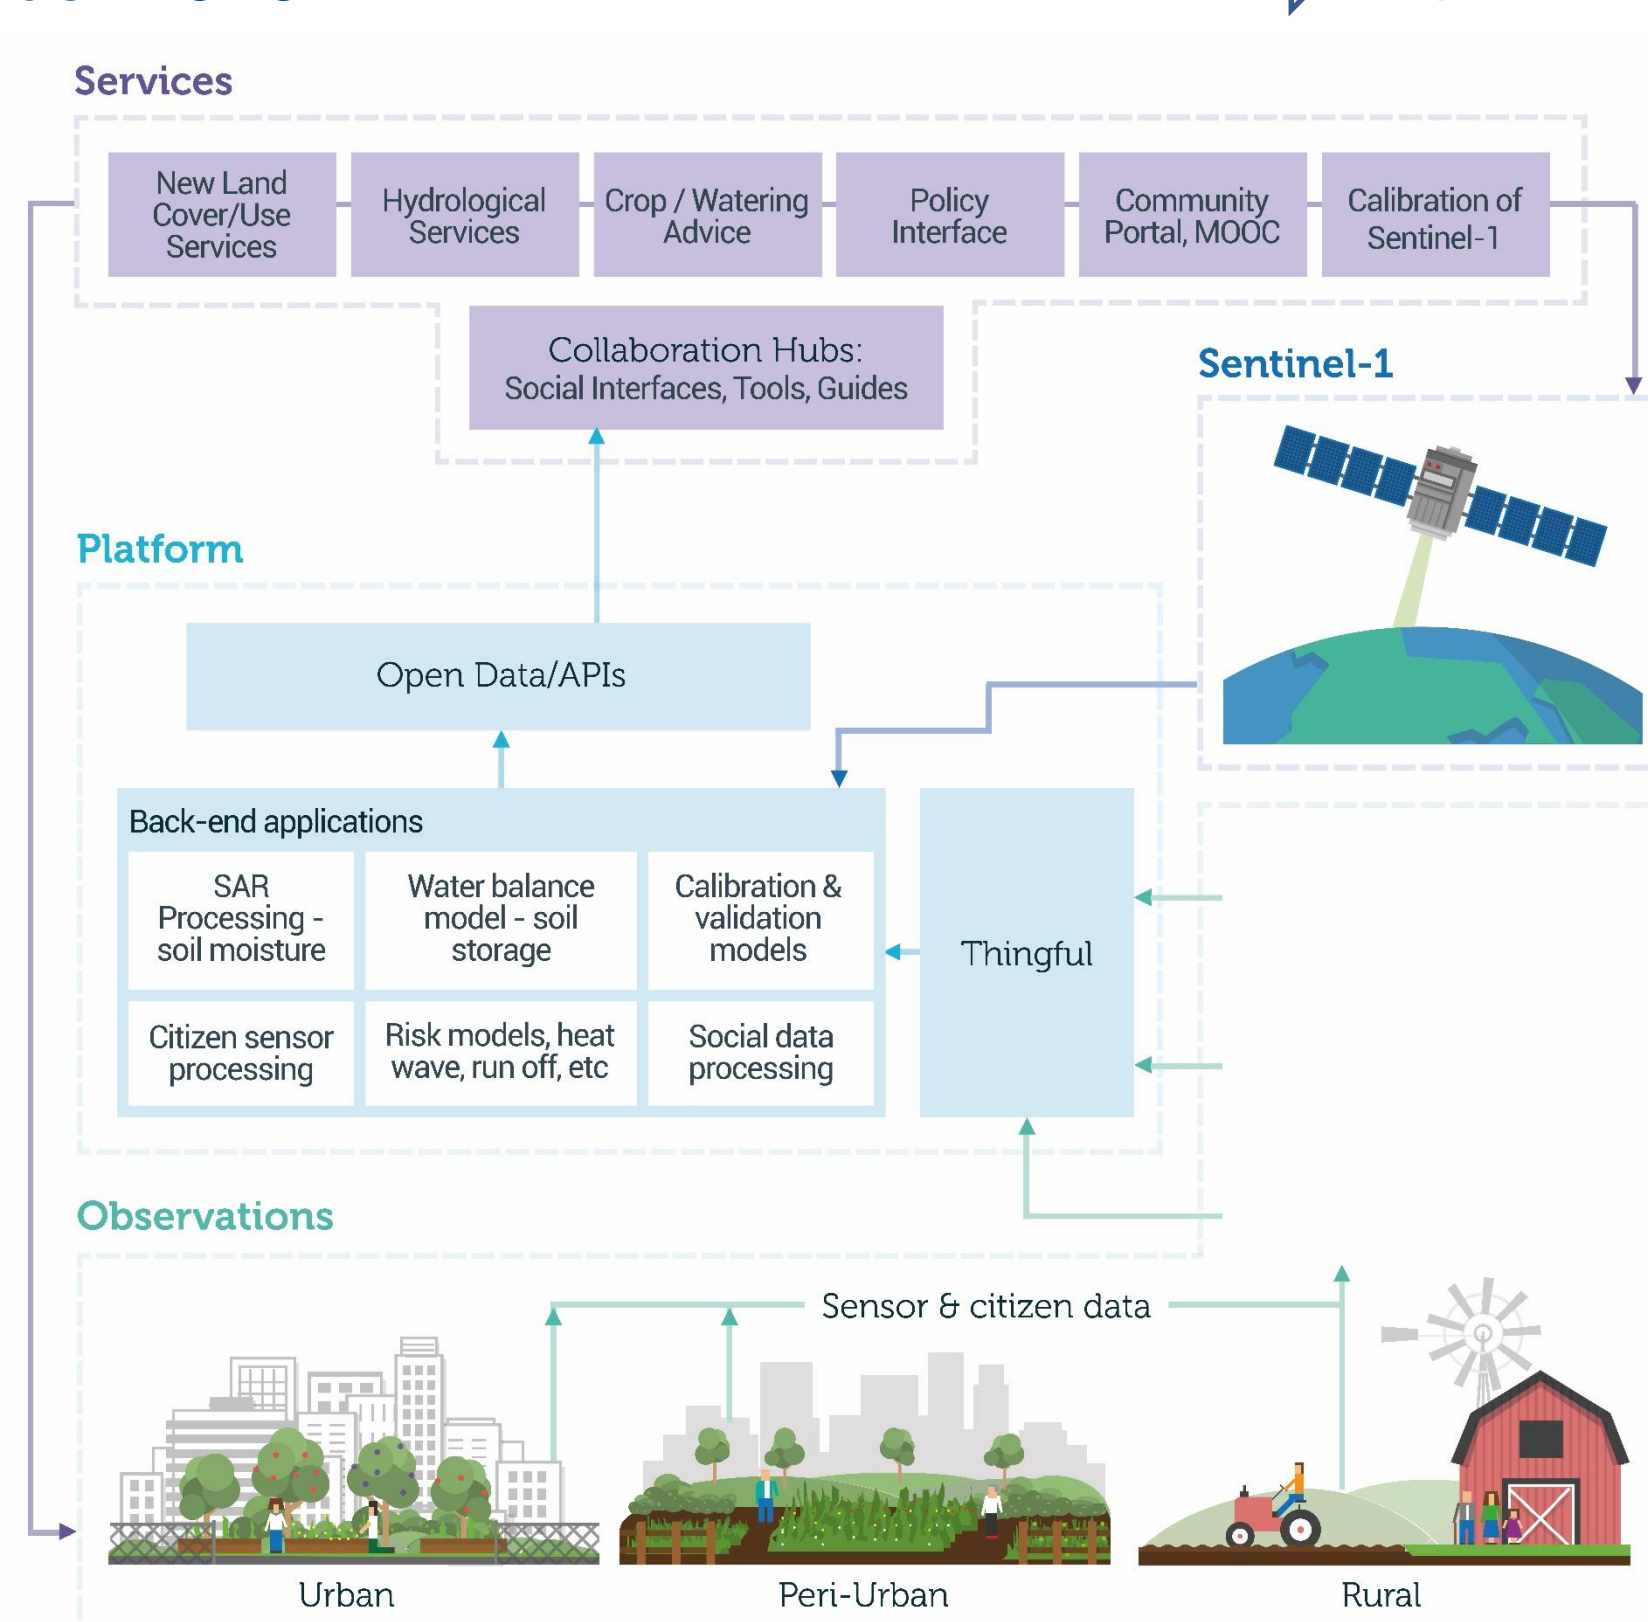 Services
New Land
Cover/Use
Services
Hydrological
Services
Crop / Watering
Advice
Policy
Interface
Community
Portal, MOOC
Calibration of
Sentinel-1
Collaboration Hubs:
Social Interfaces, Tools, Guides
Sentinel-1
Platform
Open Data/APIs
Back-end applications
SAR
Processing -
soil moisture
Water balance
model - soil
storage
Calibration &
validation
models
Thingful
Citizen sensor
processing
Risk models, heat
wave, run off, etc
Social data
processing
Observations
Sensor & citizen data
Urban
Peri-Urban
Rural